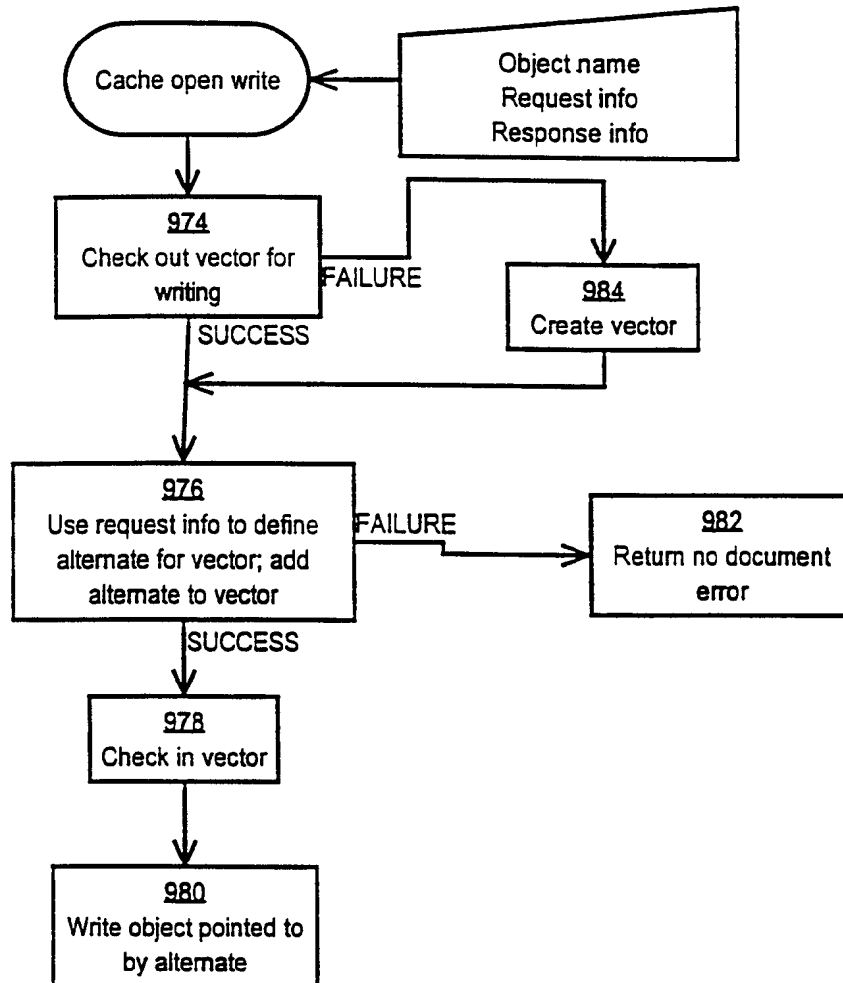 Cache open write
Object name
Request info
Response info
974
Check out vector for
writing
FAILURE
SUCCESS
984
Create vector
976
Use request info to define
alternate for vector; add
alternate to vector
FAILURE
SUCCESS
982
Return no document
error
978
Check in vector
980
Write object pointed to
by alternate